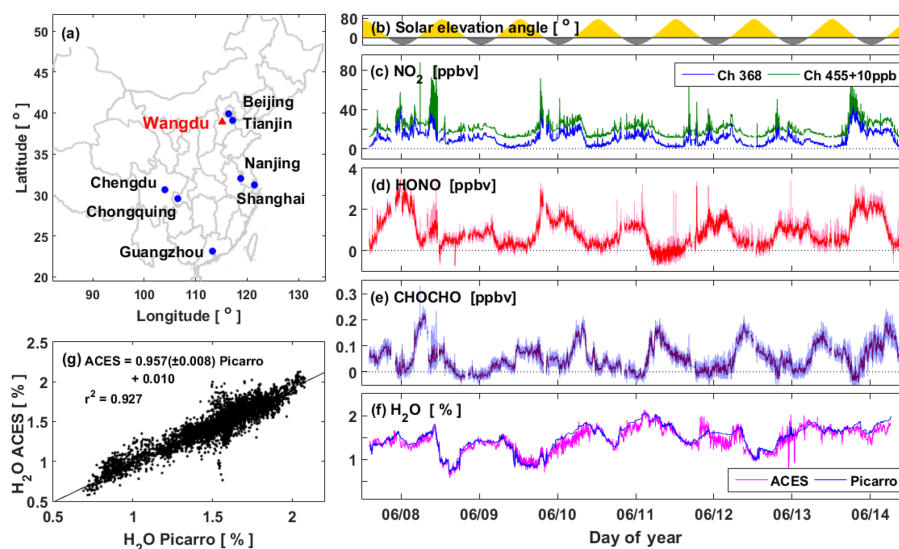 (a)
Latitude [ ° ]
50
45
40
35
30
25
20
Wangdu
Beijing
Tianjin
Nanjing
Shanghai
Chengdu
Chongquing
Guangzhou
90 100 110 120 130
Longitude [ ° ]
(g) ACES = 0.957(±0.008) Picarro
+ 0.010
r² = 0.927
H₂O ACES [ % ]
2.5
2
1.5
1
0.5
0.5 1 1.5 2
H₂O Picarro [ % ]
(b) Solar elevation angle [ ° ]
50
0
(c) NO₂ [ppbv]
Ch 368 Ch 455+10ppb
80
40
0
(d) HONO [ppbv]
4
2
0
(e) CHOCHO [ppbv]
0.3
0.2
0.1
0
(f) H₂O [ % ]
2
1
ACES Picarro
06/08 06/09 06/10 06/11 06/12 06/13 06/14
Day of year